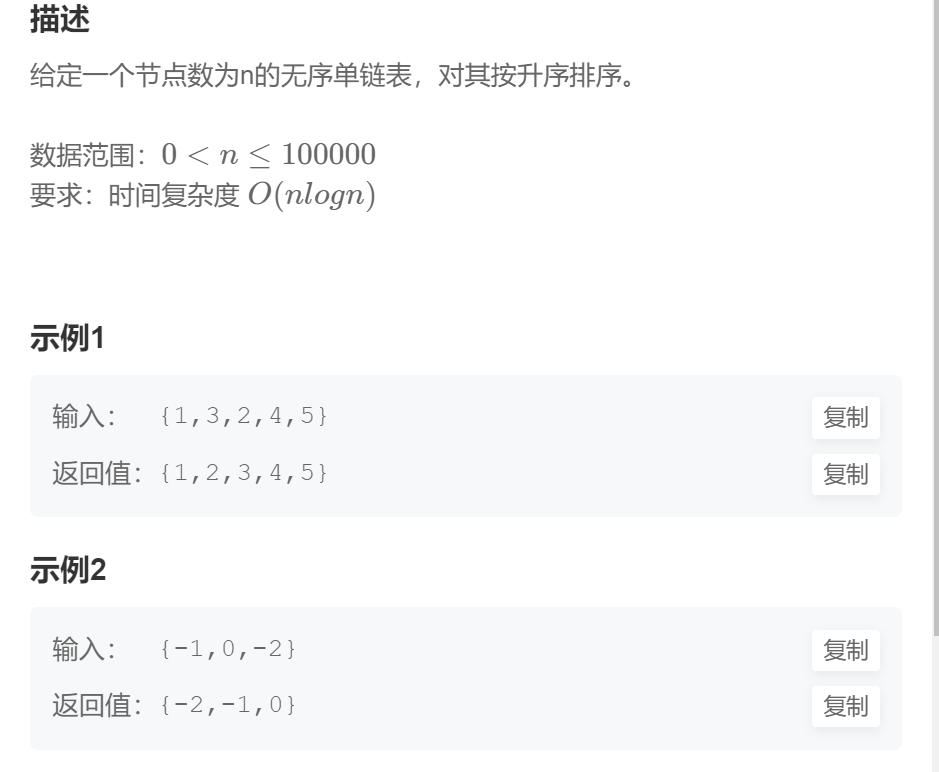 描述
给定一个节点数为n的无序单链表，对其按升序排序。
数据范围：0 < n ≤ 100000
要求：时间复杂度 O(nlogn)
示例1
输入： {1,3,2,4,5} 复制
返回值：{1,2,3,4,5} 复制
示例2
输入： {-1,0,-2} 复制
返回值：{-2,-1,0} 复制